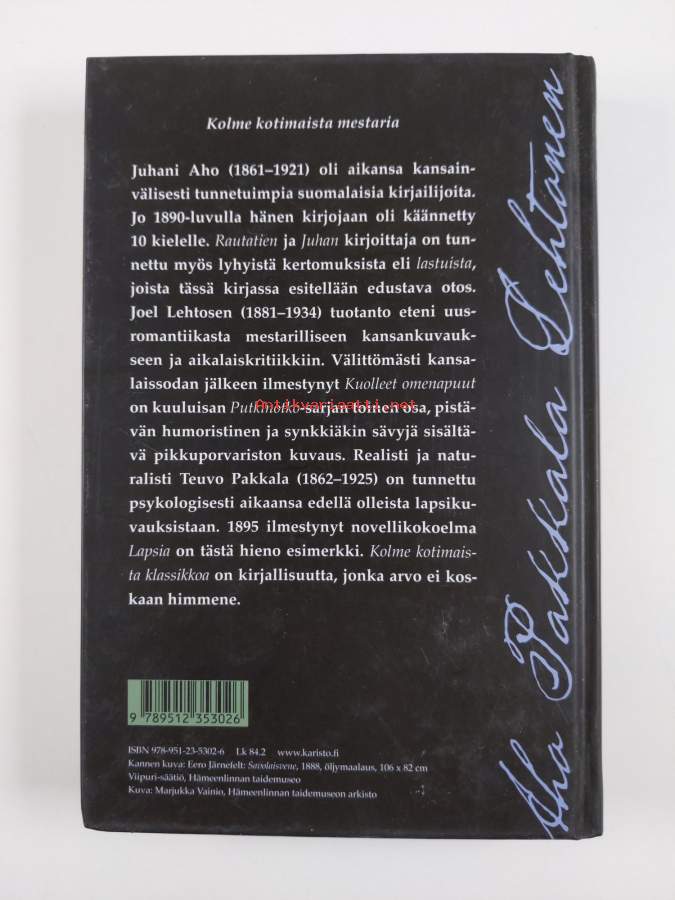 Kolme kotimaista mestaria
Juhani Aho (1861–1921) oli aikansa kansain-
välisesti tunnetuimpia suomalaisia kirjailijoita.
Jo 1890-luvulla hänen kirjojaan oli käännetty
10 kielelle. Rautatien ja Juhan kirjoittaja on tun-
nettu myös lyhyistä kertomuksista eli lastuista,
joista tässä kirjassa esitellään edustava otos.
Joel Lehtosen (1881–1934) tuotanto eteni uus-
romantiikasta mestarilliseen kansankuvauk-
seen ja aikalaiskritiikkiin. Välittömästi kansa-
laissodan jälkeen ilmestynyt Kuolleet omenapuut
on kuuluisan Putkinotko-sarjan toinen osa, pistä-
vän humoristinen ja synkkiäkin sävyjä sisältä-
vä pikkuporvariston kuvaus. Realisti ja natu-
ralisti Teuvo Pakkala (1862–1925) on tunnettu
psykologisesti aikaansa edellä olleista lapsiku-
vauksistaan. 1895 ilmestynyt novellikokoelma
Lapsia on tästä hieno esimerkki. Kolme kotimais-
ta klassikkoa on kirjallisuutta, jonka arvo ei kos-
kaan himmene.
Antikvariaatti.net
9 789512 353026
ISBN 978-951-23-5302-6 Lk 84.2 www.karisto.fi
Kannen kuva: Eero Järnefelt: Savolaisvene, 1888, öljymaalaus, 106 x 82 cm
Viipuri-säätiö, Hämeenlinnan taidemuseo
Kuva: Marjukka Vainio, Hämeenlinnan taidemuseon arkisto
Aho Pakkala Lehtonen